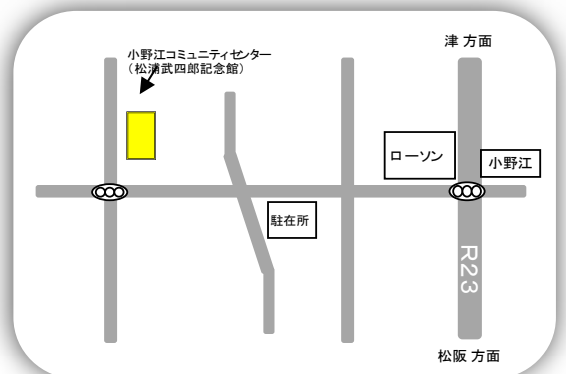 津 方面
小野江コミュニティセンター
（松浦武四郎記念館）
ローソン
小野江
駐在所
R23
松阪 方面